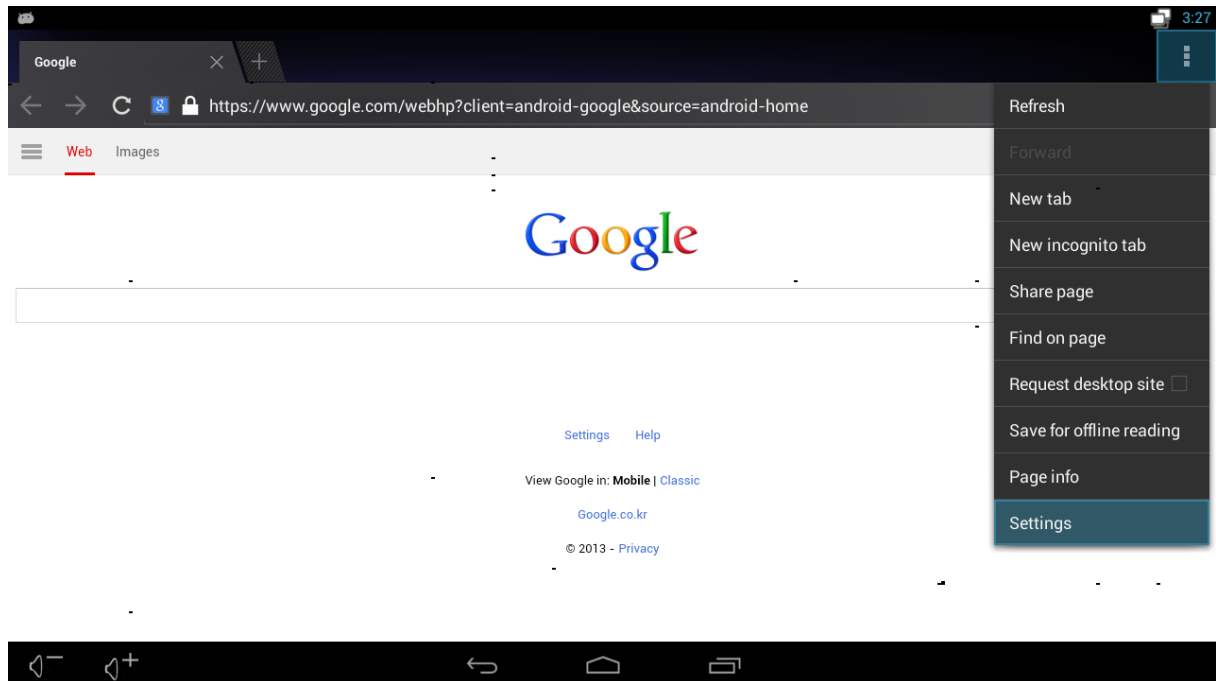 3:27
Google
https://www.google.com/webhp?client=android-google&source=android-home
Web Images
Google
Settings Help
View Google in: Mobile | Classic
Google.co.kr
© 2013 - Privacy
Refresh
Forward
New tab
New incognito tab
Share page
Find on page
Request desktop site
Save for offline reading
Page info
Settings